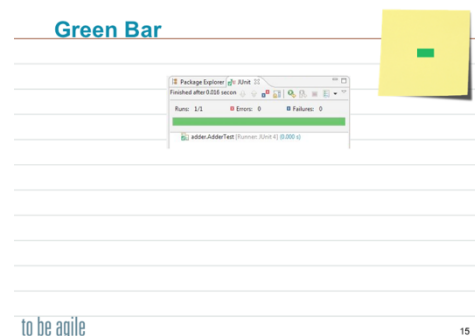 Green Bar
Package Explorer JUnit
Finished after 0.016 secon
Runs: 1/1 Errors: 0 Failures: 0
adder.AdderTest [Runner: JUnit 4] (0.000 s)
to be agile
15